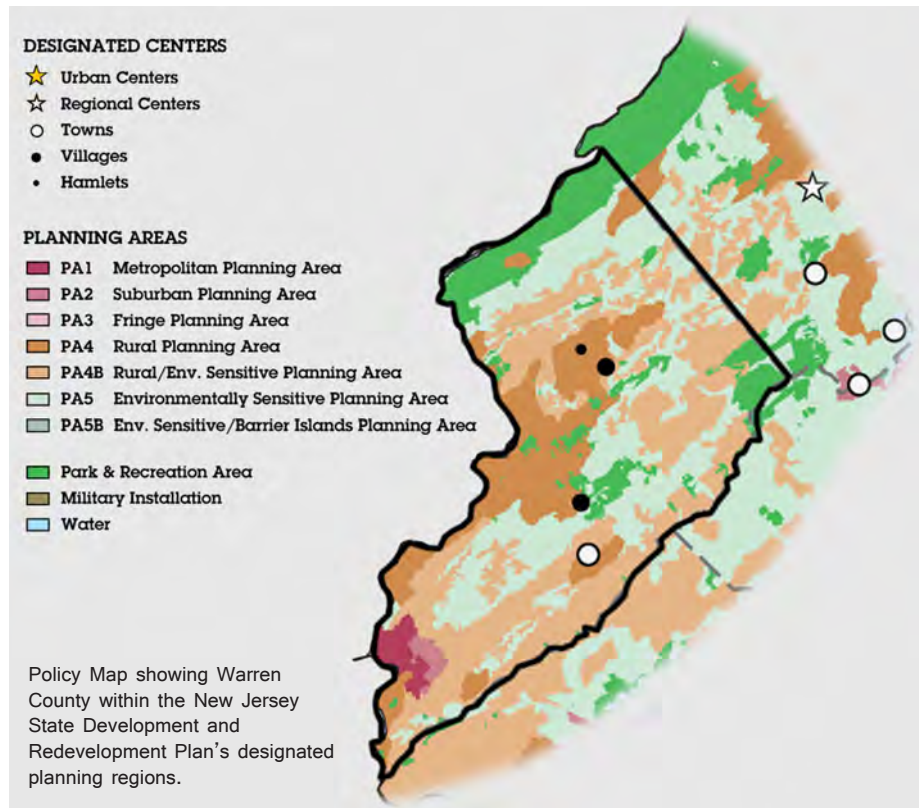 DESIGNATED CENTERS
Urban Centers
Regional Centers
Towns
Villages
Hamlets
PLANNING AREAS
PA1 Metropolitan Planning Area
PA2 Suburban Planning Area
PA3 Fringe Planning Area
PA4 Rural Planning Area
PA4B Rural/Env. Sensitive Planning Area
PA5 Environmentally Sensitive Planning Area
PA5B Env. Sensitive/Barrier Islands Planning Area
Park & Recreation Area
Military Installation
Water
Policy Map showing Warren
County within the New Jersey
State Development and
Redevelopment Plan's designated
planning regions.